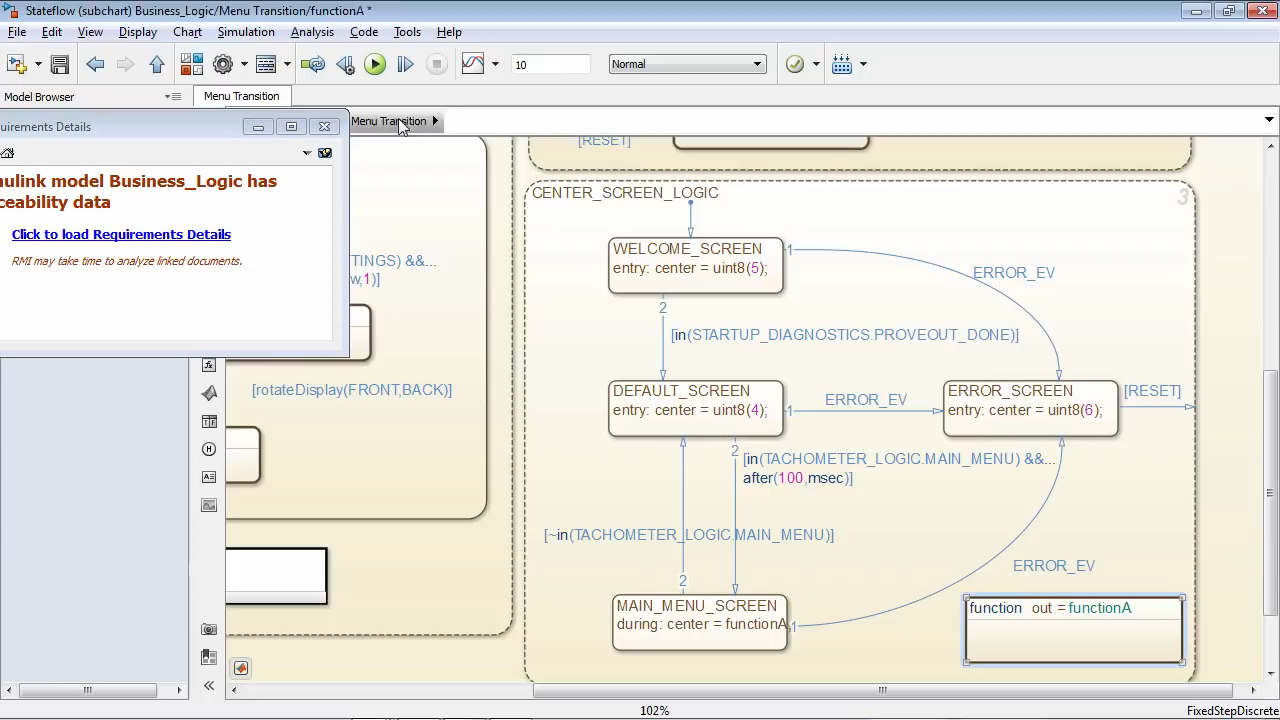 Stateflow (subchart) Business_Logic/Menu Transition/functionA *
File Edit View Display Chart Simulation Analysis Code Tools Help
10 Normal
Model Browser
Menu Transition
uirements Details
Menu Transition
ulink model Business_Logic has
ceability data
Click to load Requirements Details
RMI may take time to analyze linked documents.
TTINGS) &&...
w,1)]
[rotateDisplay(FRONT,BACK)]
[RESET]
CENTER_SCREEN_LOGIC
3
WELCOME_SCREEN
entry: center = uint8(5);
1
ERROR_EV
2
[in(STARTUP_DIAGNOSTICS.PROVEOUT_DONE)]
DEFAULT_SCREEN
entry: center = uint8(4);
1
ERROR_EV
ERROR_SCREEN
entry: center = uint8(6);
[RESET]
2
[in(TACHOMETER_LOGIC.MAIN_MENU) &&...
after(100,msec)]
[~in(TACHOMETER_LOGIC.MAIN_MENU)]
2
ERROR_EV
MAIN_MENU_SCREEN
during: center = functionA
1
function out = functionA
102%
FixedStepDiscrete